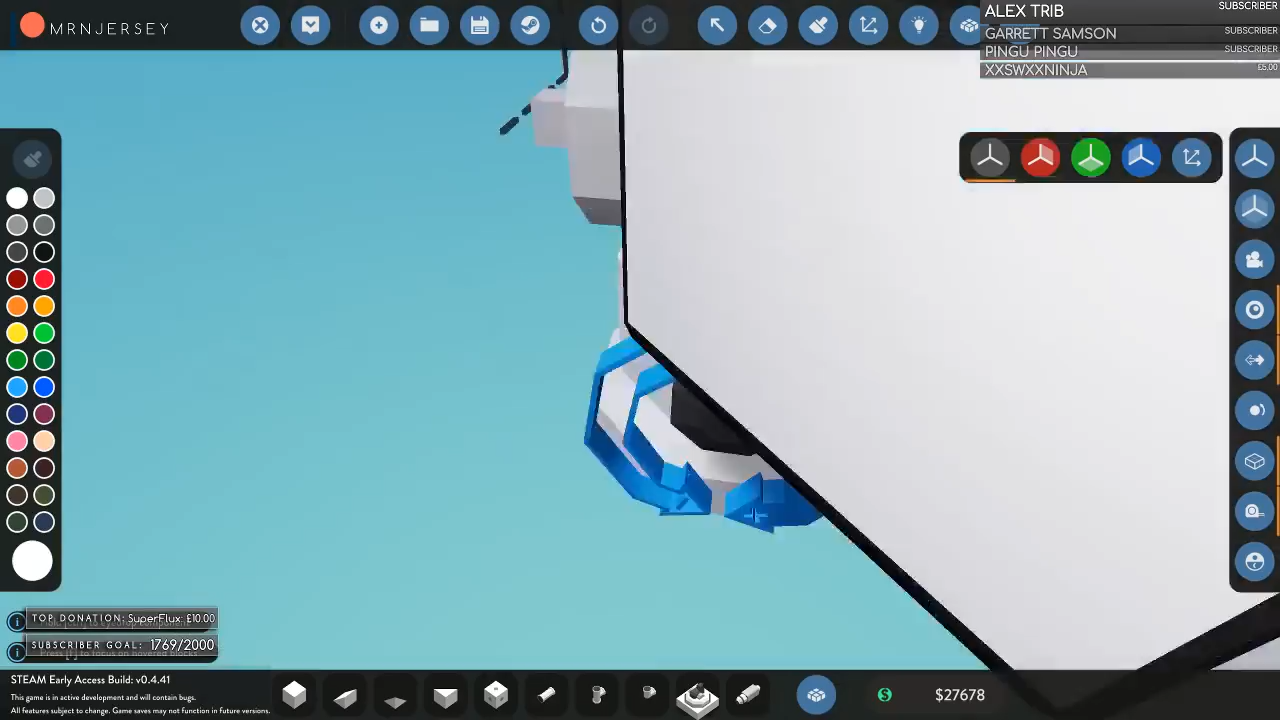 MRNJERSEY
ALEX TRIB SUBSCRIBER
GARRETT SAMSON SUBSCRIBER
PINGU PINGU SUBSCRIBER
XXSWXXNINJA £5.00
TOP DONATION: SuperFlux: £10.00
SUBSCRIBER GOAL: 1769/2000
STEAM Early Access Build: v0.4.41
This game is in active development and will contain bugs.
All features subject to change. Game saves may not function in future versions.
$ $27678